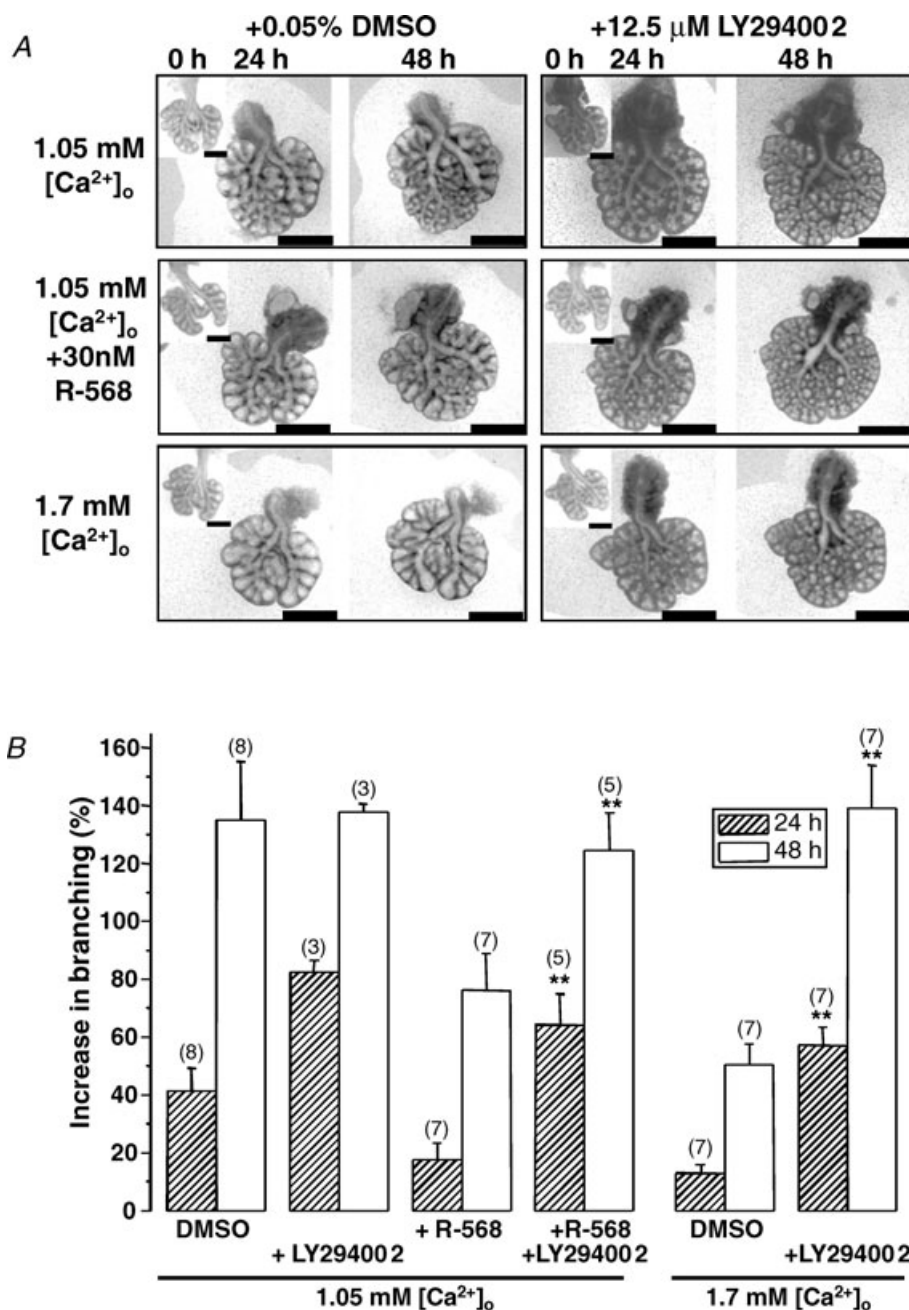 A
+0.05% DMSO
+12.5 μM LY294002
0 h 24 h 48 h 0 h 24 h 48 h
1.05 mM
[Ca²⁺]ₒ
1.05 mM
[Ca²⁺]ₒ
+30nM
R-568
1.7 mM
[Ca²⁺]ₒ
B
Increase in branching (%)
160
140
120
100
80
60
40
20
0
(8)
(8)
(3)
(3)
(7)
(7)
(5)
**
(5)
**
(7)
(7)
(7)
**
(7)
**
24 h
48 h
DMSO + R-568 +R-568 DMSO
+ LY294002 +LY294002 +LY294002
1.05 mM [Ca²⁺]ₒ 1.7 mM [Ca²⁺]ₒ